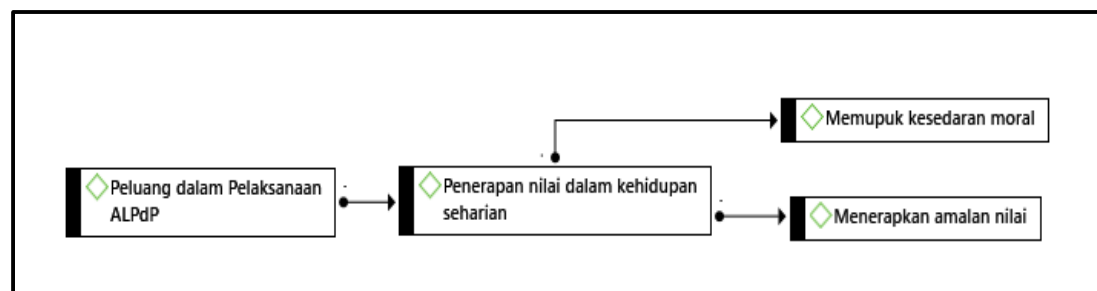 Memupuk kesedaran moral
Peluang dalam Pelaksanaan
ALPdP
Penerapan nilai dalam kehidupan
seharian
Menerapkan amalan nilai